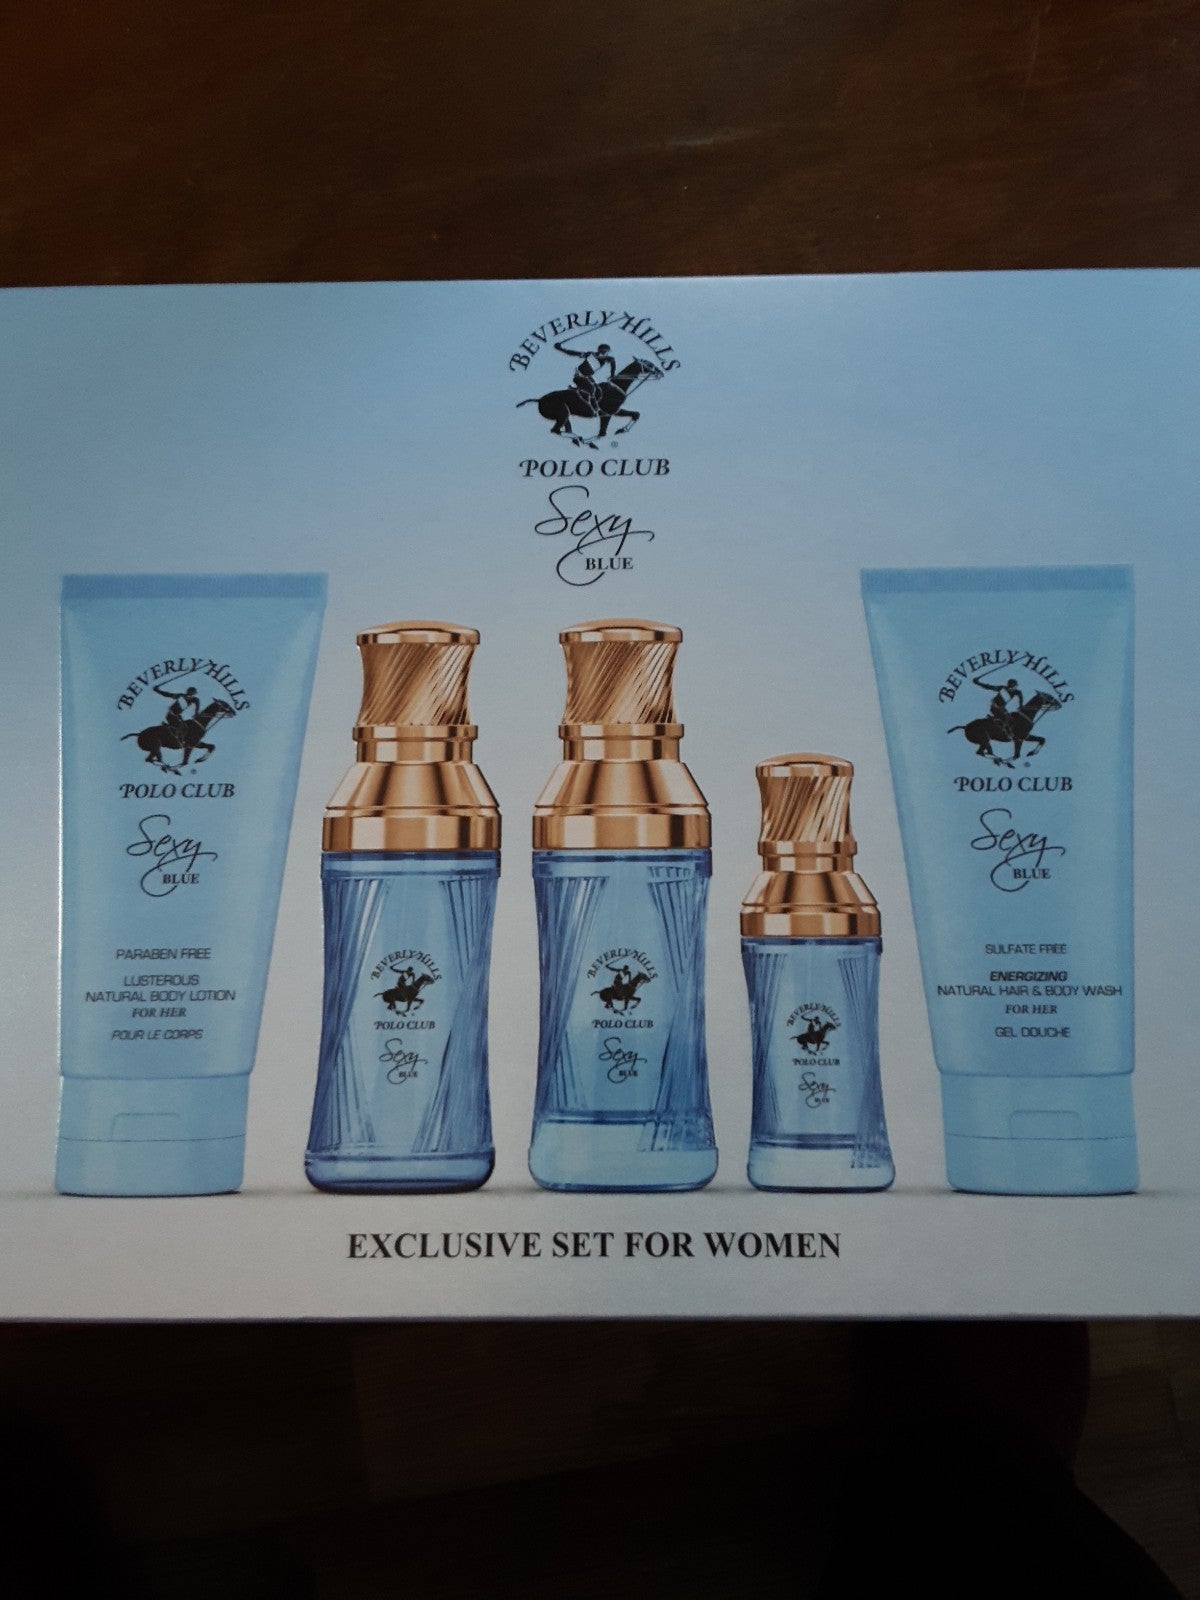 BEVERLY HILLS
POLO CLUB
Sexy
BLUE
BEVERLY HILLS
POLO CLUB
Sexy
BLUE
PARABEN FREE
LUSTEROUS
NATURAL BODY LOTION
FOR HER
POUR LE CORPS
BEVERLY HILLS
POLO CLUB
Sexy
BLUE
BEVERLY HILLS
POLO CLUB
Sexy
BLUE
BEVERLY HILLS
POLO CLUB
Sexy
BLUE
BEVERLY HILLS
POLO CLUB
Sexy
BLUE
SULFATE FREE
ENERGIZING
NATURAL HAIR & BODY WASH
FOR HER
GEL DOUCHE
EXCLUSIVE SET FOR WOMEN